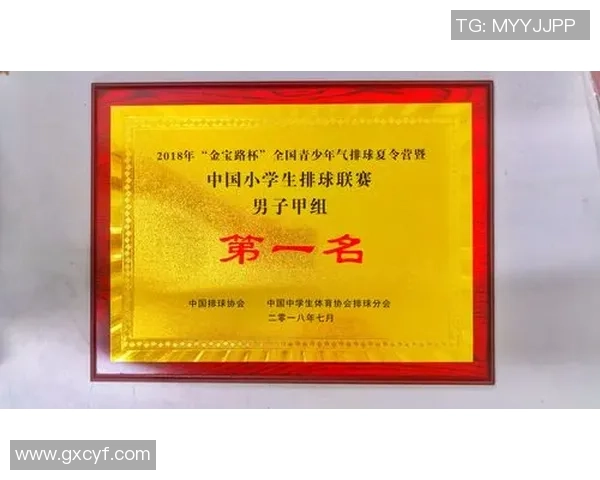 TG: MYYJJPP
2018年“金宝路杯”全国青少年气排球夏令营暨
中国小学生排球联赛
男子甲组
第一名
中国排球协会 中国中学生体育协会排球分会
二零一八年七月
www.gxcyf.com